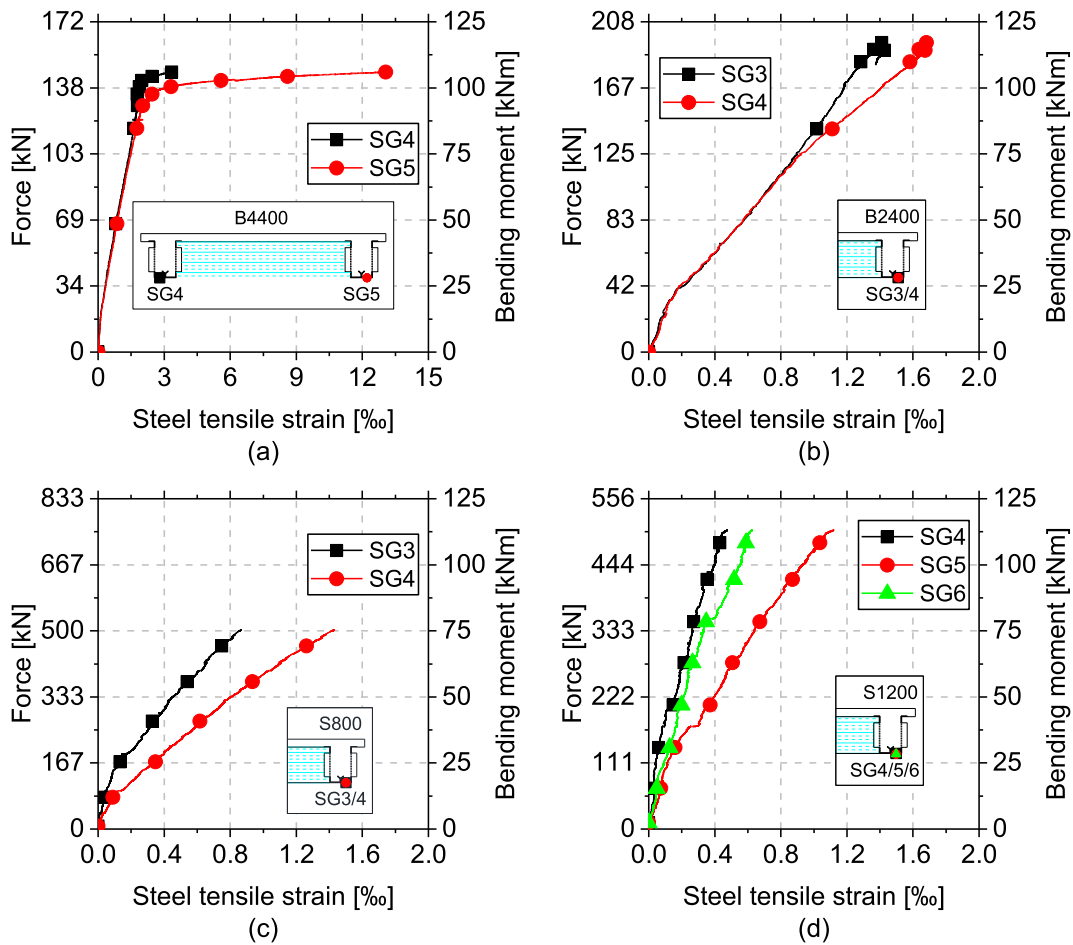 172
138
103
69
34
0
Force [kN]
125
100
75
50
25
0
Bending moment [kNm]
SG4
SG5
B4400
SG4
SG5
0
3
6
9
12
15
Steel tensile strain [‰]
(a)
208
167
125
83
42
0
Force [kN]
125
100
75
50
25
0
Bending moment [kNm]
SG3
SG4
B2400
SG3/4
0.0
0.4
0.8
1.2
1.6
2.0
Steel tensile strain [‰]
(b)
833
667
500
333
167
0
Force [kN]
125
100
75
50
25
0
Bending moment [kNm]
SG3
SG4
S800
SG3/4
0.0
0.4
0.8
1.2
1.6
2.0
Steel tensile strain [‰]
(c)
556
444
333
222
111
0
Force [kN]
125
100
75
50
25
0
Bending moment [kNm]
SG4
SG5
SG6
S1200
SG4/5/6
0.0
0.4
0.8
1.2
1.6
2.0
Steel tensile strain [‰]
(d)